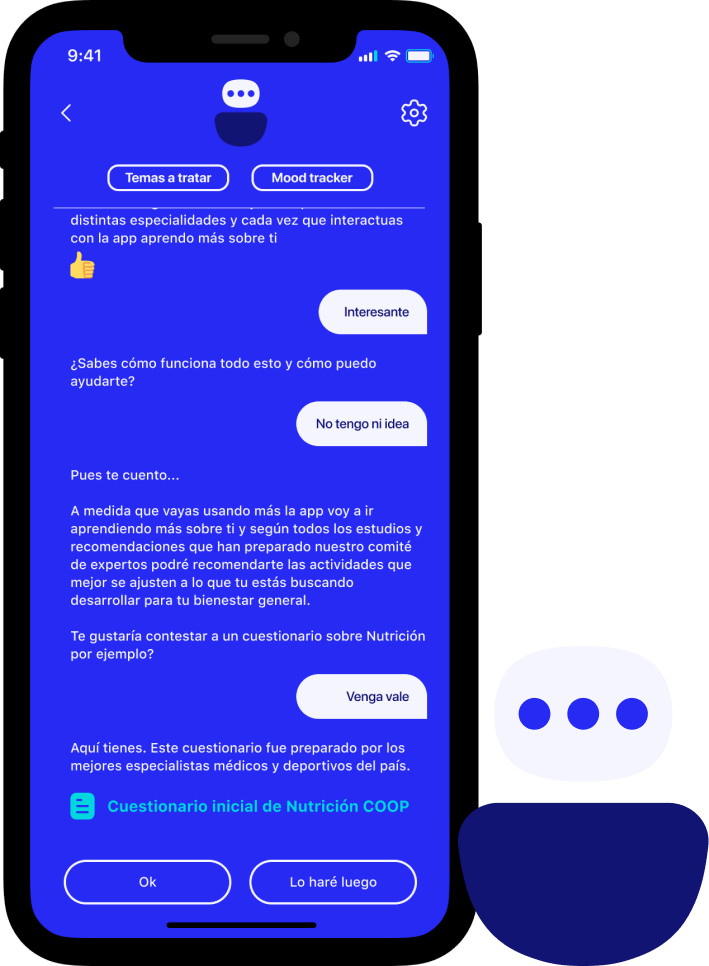 9:41
Temas a tratar
Mood tracker
distintas especialidades y cada vez que interactuas
con la app aprendo más sobre ti
Interesante
¿Sabes cómo funciona todo esto y cómo puedo
ayudarte?
No tengo ni idea
Pues te cuento...
A medida que vayas usando más la app voy a ir
aprendiendo más sobre ti y según todos los estudios y
recomendaciones que han preparado nuestro comité
de expertos podré recomendarte las actividades que
mejor se ajusten a lo que tu estás buscando
desarrollar para tu bienestar general.
Te gustaría contestar a un cuestionario sobre Nutrición
por ejemplo?
Venga vale
Aquí tienes. Este cuestionario fue preparado por los
mejores especialistas médicos y deportivos del país.
Cuestionario inicial de Nutrición COOP
Ok
Lo haré luego